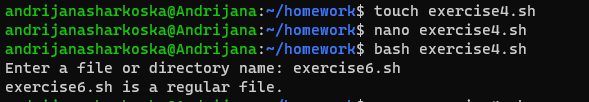 andrijanasharkoska@Andrijana:~/homework$ touch exercise4.sh
andrijanasharkoska@Andrijana:~/homework$ nano exercise4.sh
andrijanasharkoska@Andrijana:~/homework$ bash exercise4.sh
Enter a file or directory name: exercise6.sh
exercise6.sh is a regular file.